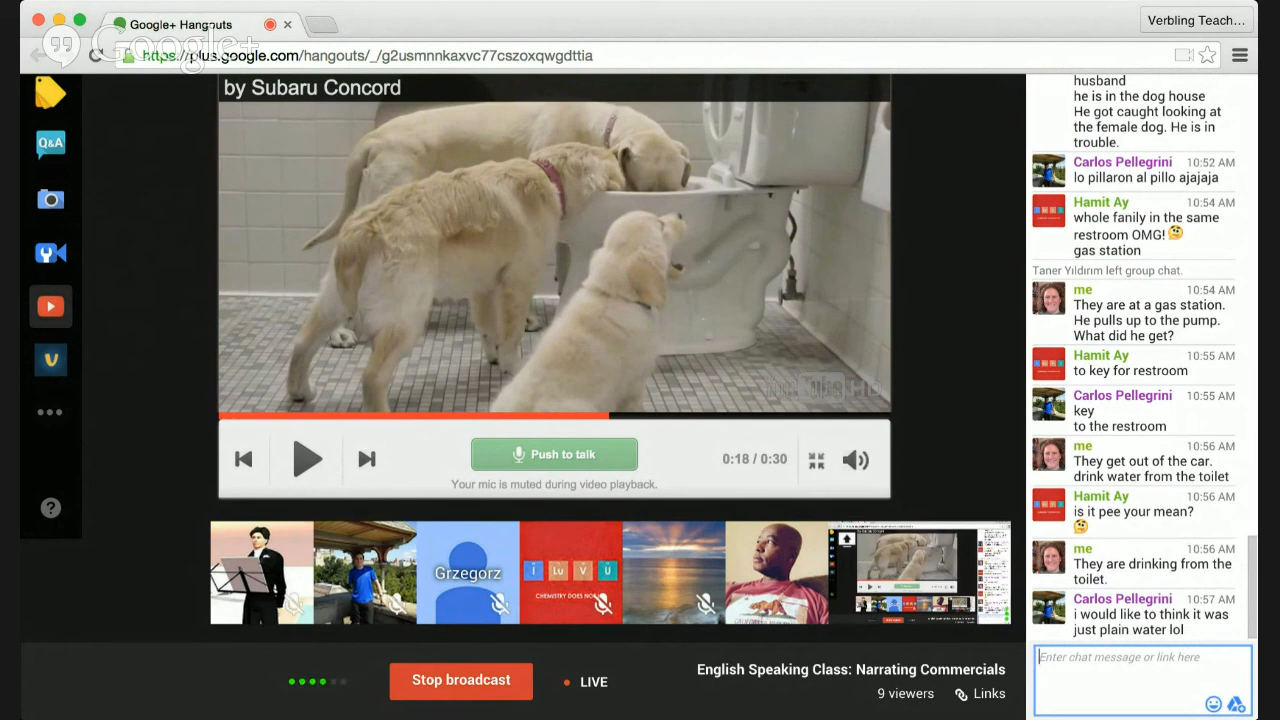 Google+ Hangouts
Verbling Teach...
Google+
https://plus.google.com/hangouts/_/g2usmnnkaxvc77cszoxqwgdttia
by Subaru Concord
Q&A
Push to talk
Your mic is muted during video playback.
0:18 / 0:30
Grzegorz
i Lu V U
Stop broadcast
LIVE
English Speaking Class: Narrating Commercials
9 viewers
Links
husband
he is in the dog house
He got caught looking at
the female dog. He is in
trouble.
Carlos Pellegrini 10:52 AM
lo pillaron al pillo ajajaja
Hamit Ay 10:54 AM
whole fanily in the same
restroom OMG!
gas station
Taner Yıldırım left group chat.
me 10:54 AM
They are at a gas station.
He pulls up to the pump.
What did he get?
Hamit Ay 10:55 AM
to key for restroom
Carlos Pellegrini 10:55 AM
key
to the restroom
me 10:56 AM
They get out of the car.
drink water from the toilet
Hamit Ay 10:56 AM
is it pee your mean?
me 10:56 AM
They are drinking from the
toilet.
Carlos Pellegrini 10:57 AM
i would like to think it was
just plain water lol
Enter chat message or link here